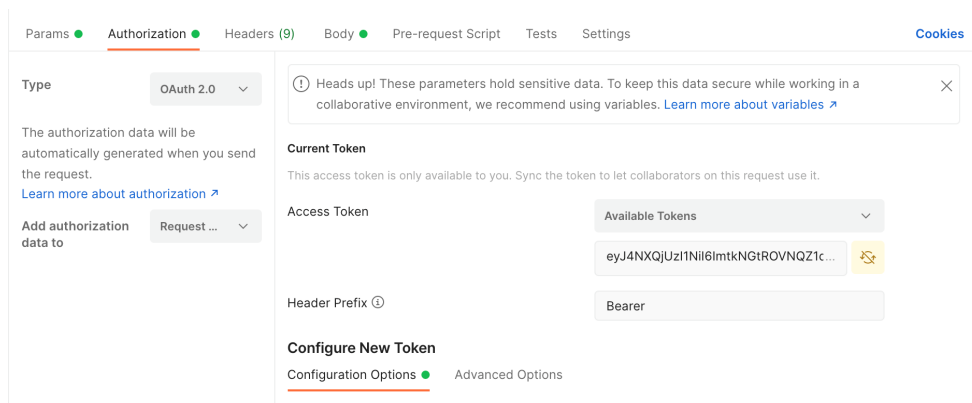 Params Authorization Headers (9) Body Pre-request Script Tests Settings Cookies
Type OAuth 2.0
The authorization data will be
automatically generated when you send
the request.
Learn more about authorization ↗
Add authorization
data to
Request ...
Heads up! These parameters hold sensitive data. To keep this data secure while working in a
collaborative environment, we recommend using variables. Learn more about variables ↗
Current Token
This access token is only available to you. Sync the token to let collaborators on this request use it.
Access Token Available Tokens
eyJ4NXQjUzI1NiI6ImtkNGtROVNQZ1c...
Header Prefix Bearer
Configure New Token
Configuration Options Advanced Options